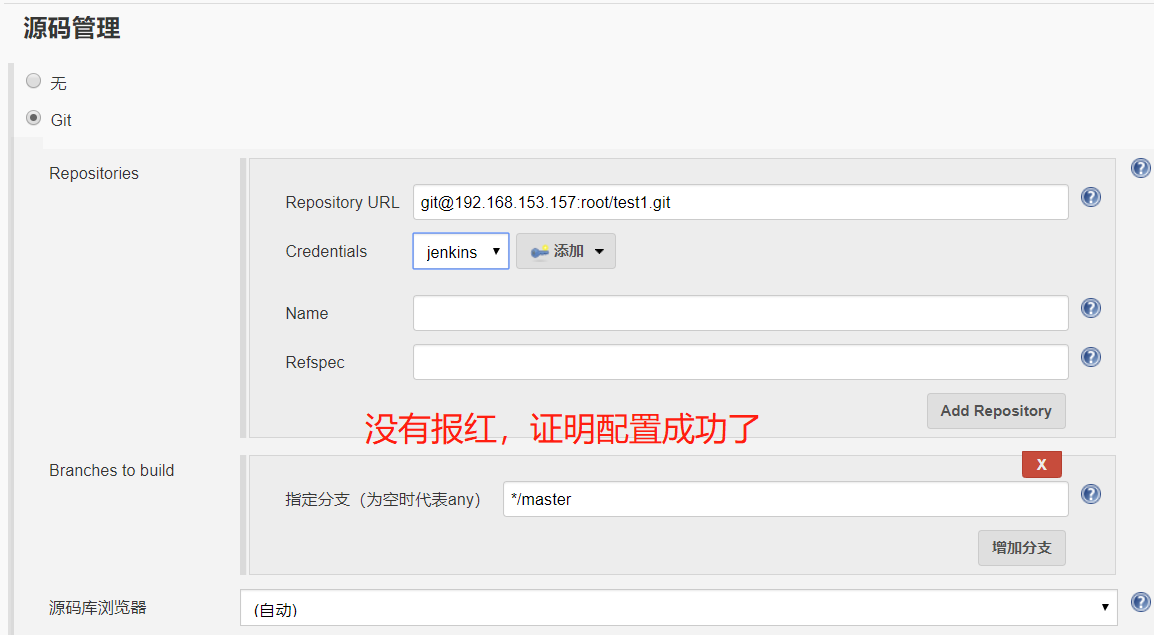 源码管理
无
Git
Repositories
Repository URL git@192.168.153.157:root/test1.git
Credentials jenkins 添加
Name
Refspec
Add Repository
没有报红，证明配置成功了
Branches to build
X
指定分支（为空时代表any） */master
增加分支
源码库浏览器 (自动)